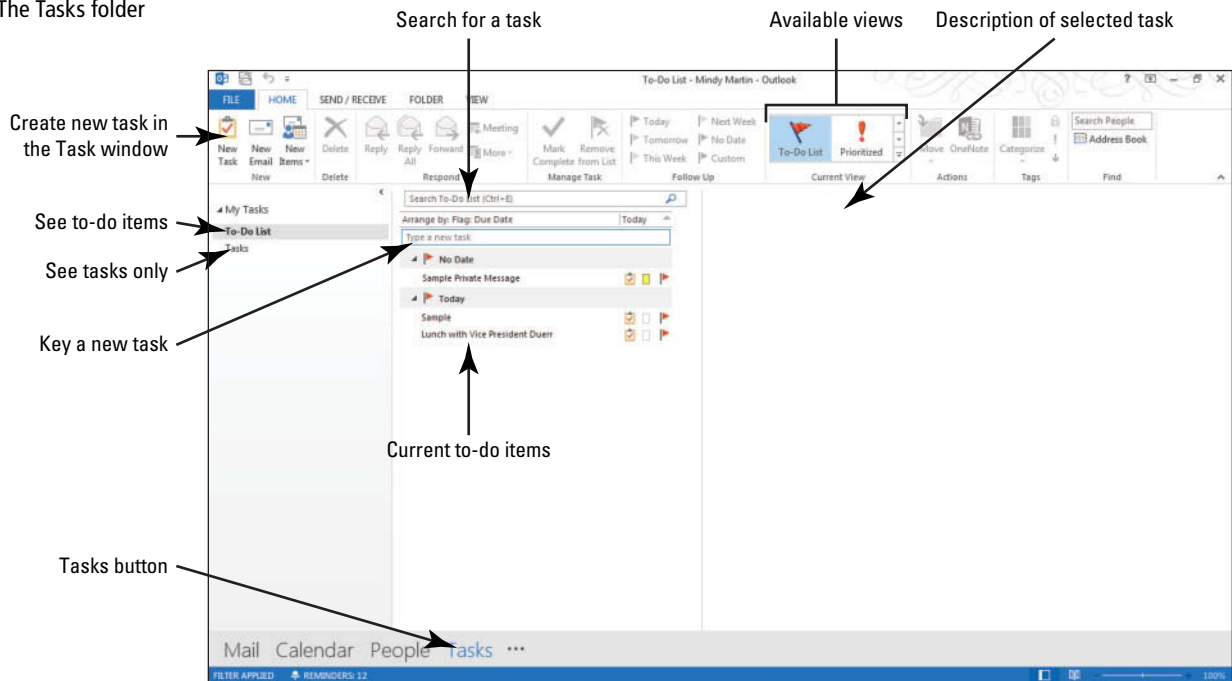 The Tasks folder
Search for a task
Available views
Description of selected task
To-Do List - Mindy Martin - Outlook
FILE HOME SEND / RECEIVE FOLDER VIEW
Create new task in
the Task window
New Task
New Email
New Items
New
Delete
Delete
Reply
Reply All
Forward
Meeting
More
Respond
Mark Complete
Remove from List
Manage Task
Today
Tomorrow
This Week
Next Week
No Date
Custom
Follow Up
To-Do List
Prioritized
Current View
Move
OneNote
Actions
Categorize
Tags
Search People
Address Book
Find
See to-do items
See tasks only
Key a new task
My Tasks
To-Do List
Tasks
Search To-Do List (Ctrl+E)
Arrange by: Flag: Due Date Today
Type a new task
No Date
Sample Private Message
Today
Sample
Lunch with Vice President Duerr
Current to-do items
Tasks button
Mail Calendar People Tasks •••
FILTER APPLIED REMINDERS: 12 100%